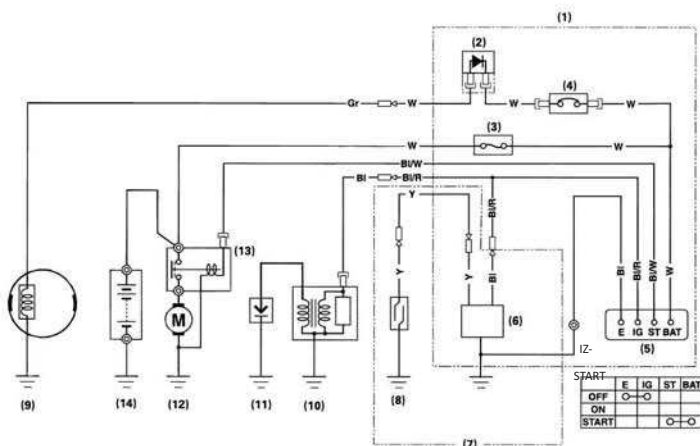 (1)
(2)
(4)
Gr W W W
(3)
W W
Bl/W
Bl Bl/R
Y
Bl/R
(13)
Y Y Bl
Bl Bl/R Bl/W W
M
(6)
E IG ST BAT
(5)
IZ-
START
(9) (14) (12) (11) (10) (8)
E IG ST BAT
OFF
ON
START
(7)